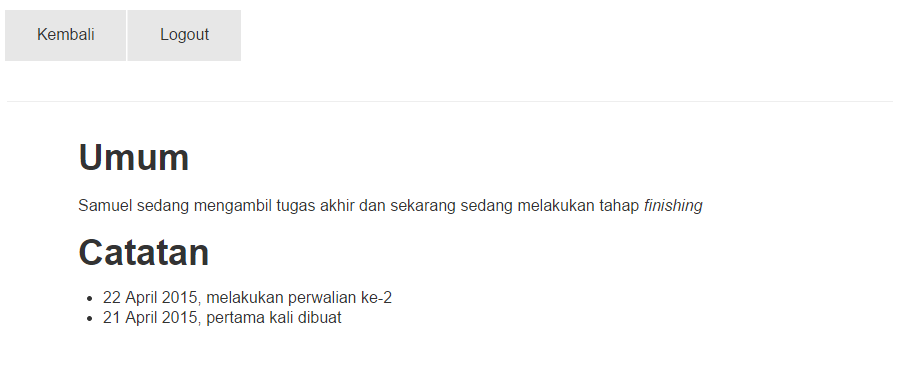 Kembali Logout
Umum
Samuel sedang mengambil tugas akhir dan sekarang sedang melakukan tahap finishing
Catatan
• 22 April 2015, melakukan perwalian ke-2
• 21 April 2015, pertama kali dibuat